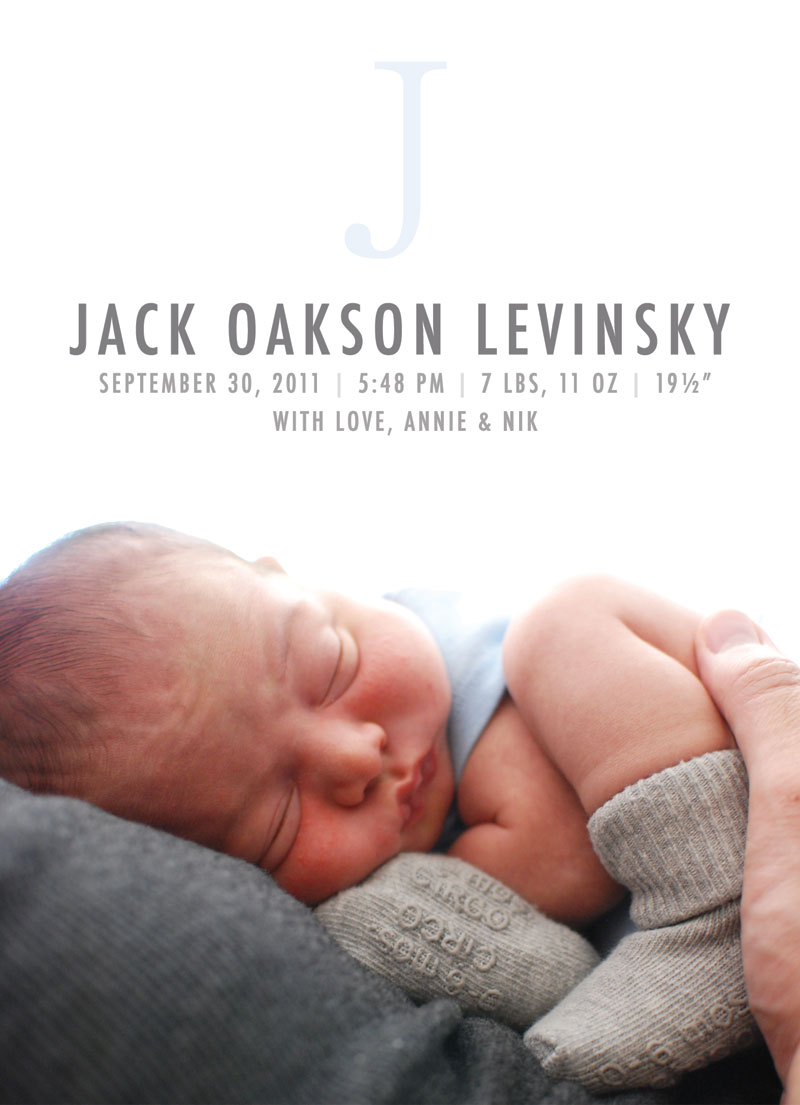 J
JACK OAKSON LEVINSKY
SEPTEMBER 30, 2011 | 5:48 PM | 7 LBS, 11 OZ | 19½"
WITH LOVE, ANNIE & NIK
CIRCO